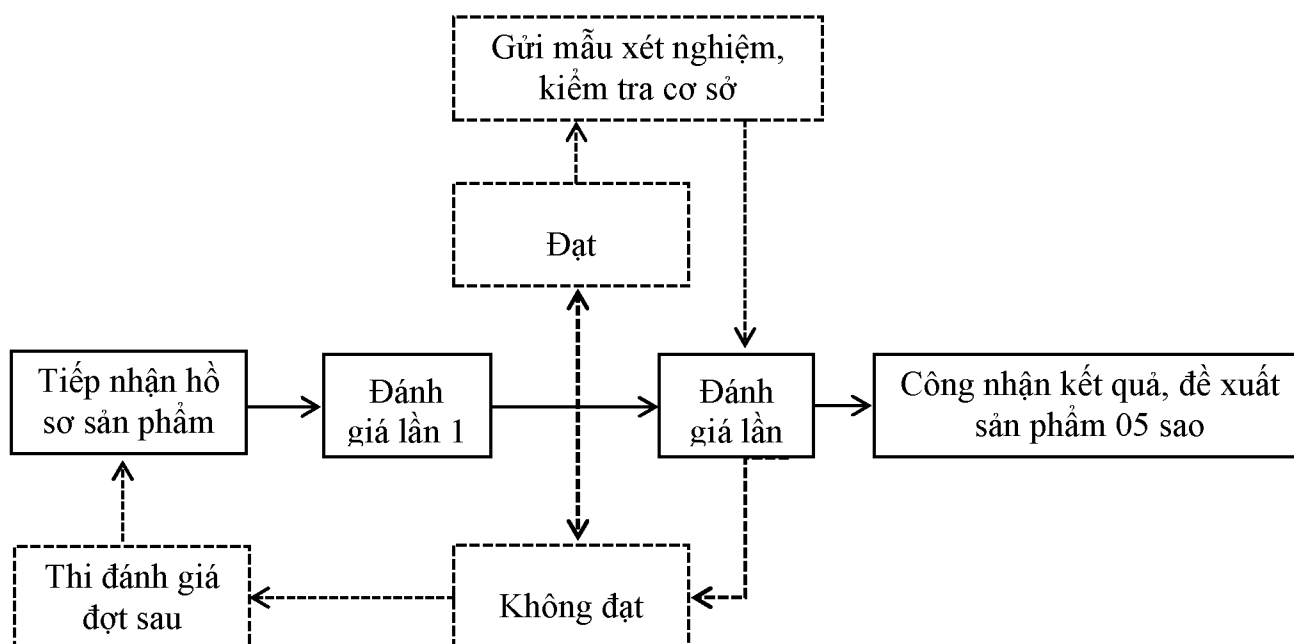 Gửi mẫu xét nghiệm,
kiểm tra cơ sở
Đạt
Tiếp nhận hồ
sơ sản phẩm
Đánh
giá lần 1
Đánh
giá lần
Công nhận kết quả, đề xuất
sản phẩm 05 sao
Thi đánh giá
đợt sau
Không đạt